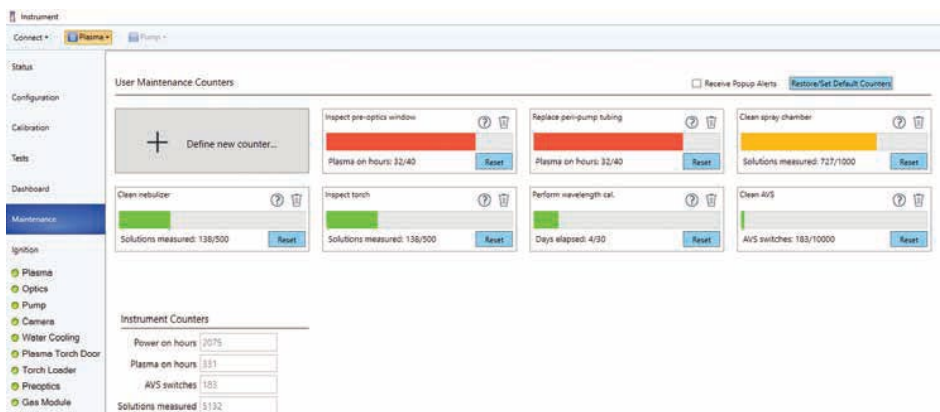 Instrument
Connect
Plasma
Pump
Status
Configuration
Calibration
Tests
Dashboard
Maintenance
Ignition
Plasma
Optics
Pump
Camera
Water Cooling
Plasma Torch Door
Torch Loader
Preoptics
Gas Module
User Maintenance Counters
Receive Popup Alerts
Restore/Set Default Counters
+ Define new counter...
Inspect pre-optics window
Plasma on hours: 32/40
Reset
Replace peri-pump tubing
Plasma on hours: 32/40
Reset
Clean spray chamber
Solutions measured: 727/1000
Reset
Clean nebulizer
Solutions measured: 138/500
Reset
Inspect torch
Solutions measured: 138/500
Reset
Perform wavelength cal.
Days elapsed: 4/30
Reset
Clean AVS
AVS switches: 183/10000
Reset
Instrument Counters
Power on hours 2075
Plasma on hours 331
AVS switches 183
Solutions measured 5132